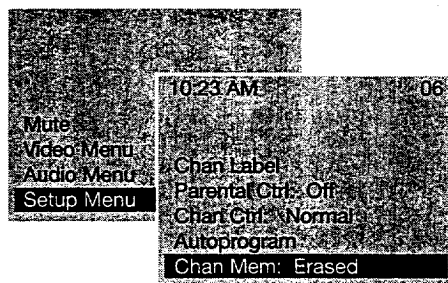 Mute
Video Menu
Audio Menu
Setup Menu
10:23 AM 06
Chan Label
Parental Ctrl: Off
Chan Ctrl: Normal
Autoprogram
Chan Mem: Erased